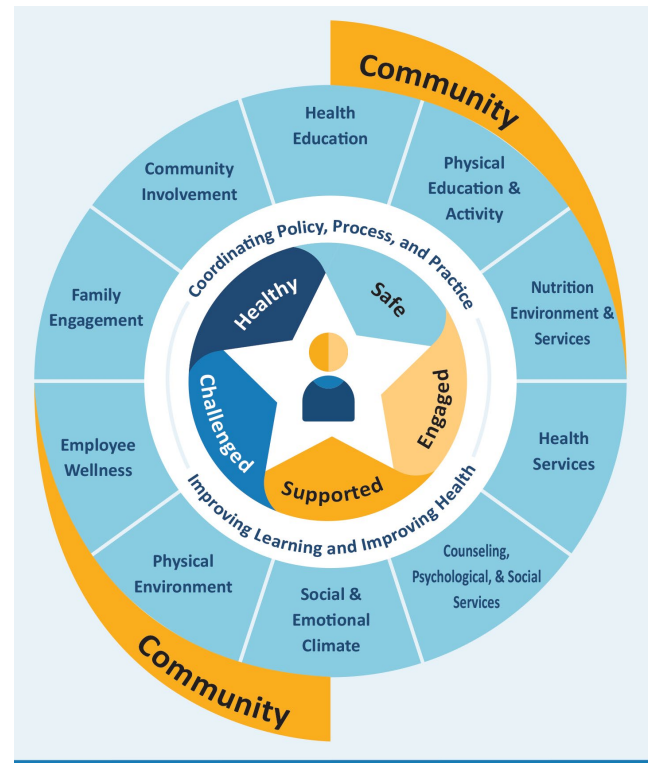 Community
Health
Education
Physical
Education &
Activity
Nutrition
Environment &
Services
Health
Services
Counseling,
Psychological, & Social
Services
Social &
Emotional
Climate
Physical
Environment
Employee
Wellness
Family
Engagement
Community
Involvement
Coordinating Policy, Process, and Practice
Improving Learning and Improving Health
Healthy
Safe
Engaged
Supported
Challenged
Community